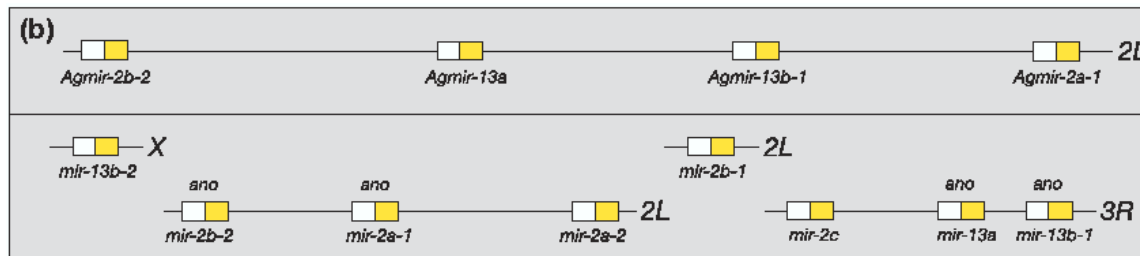 (b)
2L
Agmir-2b-2 Agmir-13a Agmir-13b-1 Agmir-2a-1
X 2L
mir-13b-2 mir-2b-1
ano ano ano ano
2L 3R
mir-2b-2 mir-2a-1 mir-2a-2 mir-2c mir-13a mir-13b-1